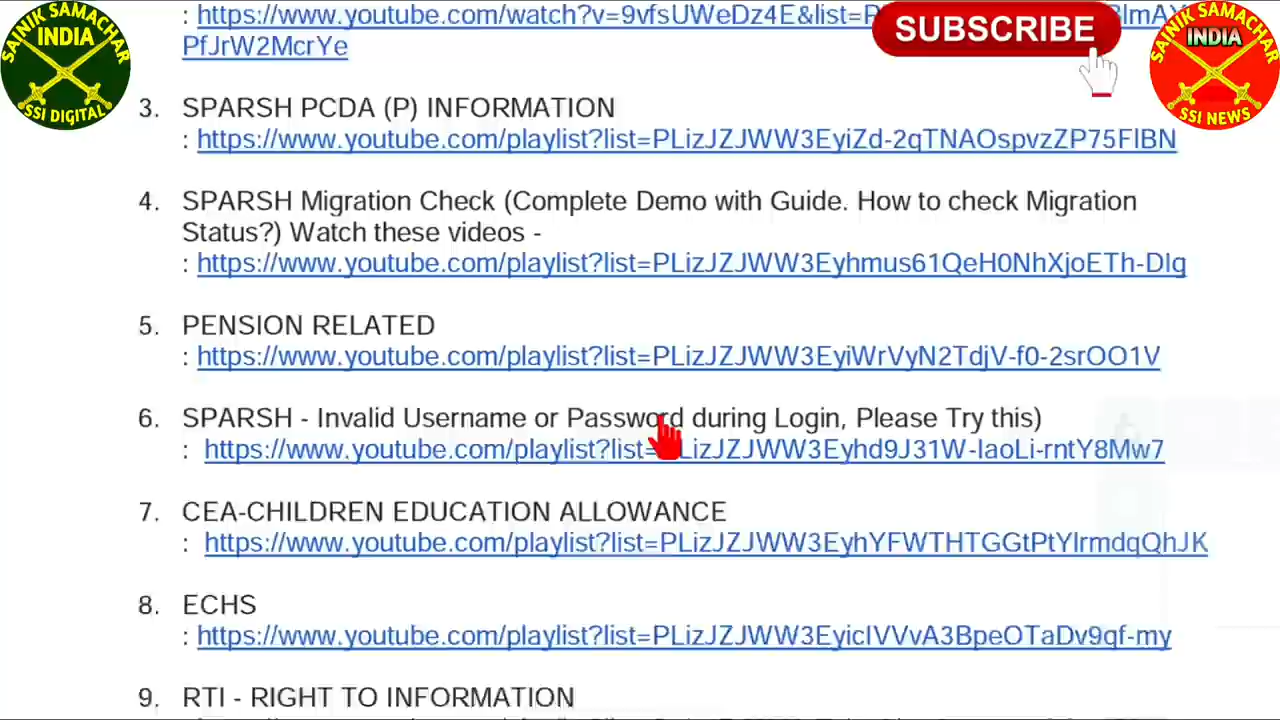 : https://www.youtube.com/watch?v=9vfsUWeDz4E&list=
PfJrW2McrYe
SUBSCRIBE
SAINIK SAMACHAR
INDIA
SSI DIGITAL
SAINIK SAMACHAR
INDIA
SSI NEWS
3. SPARSH PCDA (P) INFORMATION
: https://www.youtube.com/playlist?list=PLizJZJWW3EyiZd-2qTNAOspvzZP75FlBN
4. SPARSH Migration Check (Complete Demo with Guide. How to check Migration
Status?) Watch these videos -
: https://www.youtube.com/playlist?list=PLizJZJWW3Eyhmus61QeH0NhXjoETh-DIg
5. PENSION RELATED
: https://www.youtube.com/playlist?list=PLizJZJWW3EyiWrVyN2TdjV-f0-2srOO1V
6. SPARSH - Invalid Username or Password during Login, Please Try this)
: https://www.youtube.com/playlist?list=PLizJZJWW3Eyhd9J31W-IaoLi-rntY8Mw7
7. CEA-CHILDREN EDUCATION ALLOWANCE
: https://www.youtube.com/playlist?list=PLizJZJWW3EyhYFWTHTGGtPtYIrmdqQhJK
8. ECHS
: https://www.youtube.com/playlist?list=PLizJZJWW3EyicIVVvA3BpeOTaDv9qf-my
9. RTI - RIGHT TO INFORMATION